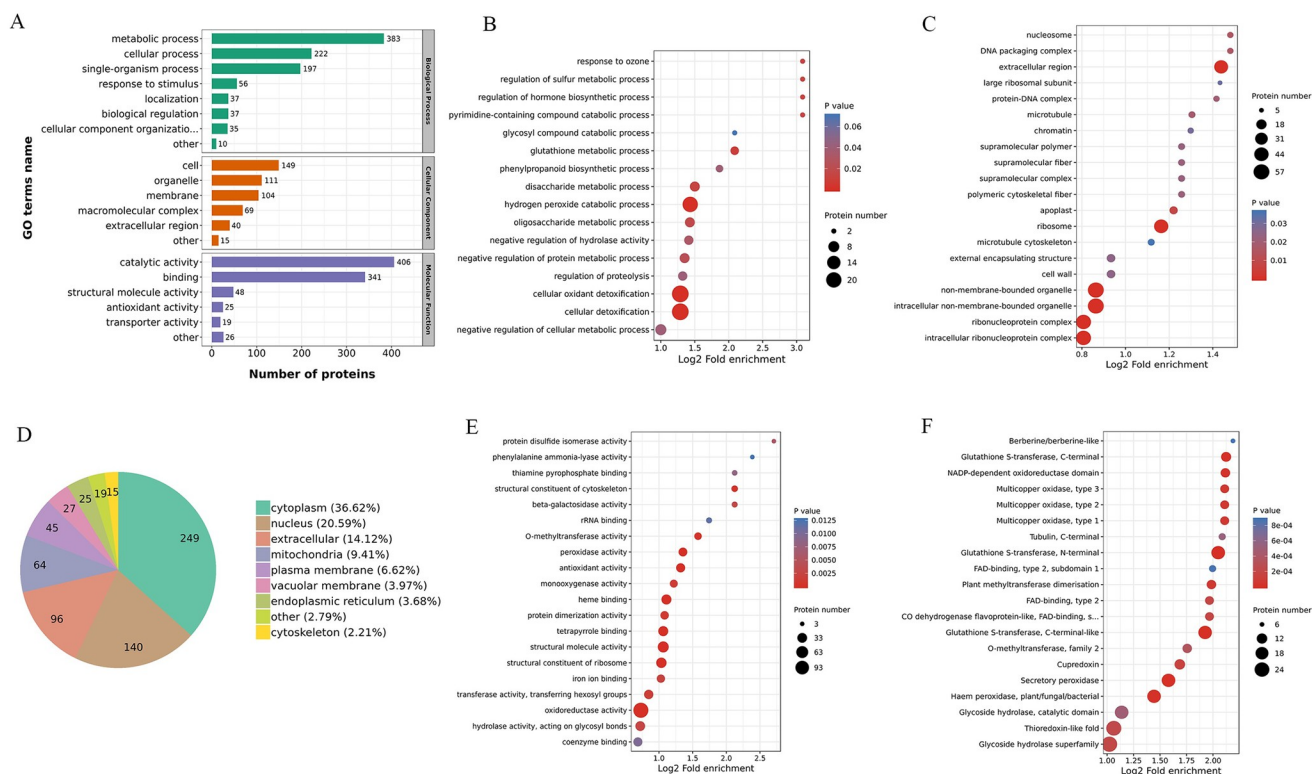 A
GO terms name
metabolic process 383
cellular process 222
single-organism process 197
response to stimulus 56
localization 37
biological regulation 37
cellular component organizatio... 35
other 10
Biological Process
cell 149
organelle 111
membrane 104
macromolecular complex 69
extracellular region 40
other 15
Cellular Component
catalytic activity 406
binding 341
structural molecule activity 48
antioxidant activity 25
transporter activity 19
other 26
Molecular Function
0 100 200 300 400
Number of proteins
B
response to ozone
regulation of sulfur metabolic process
regulation of hormone biosynthetic process
pyrimidine-containing compound catabolic process
glycosyl compound catabolic process
glutathione metabolic process
phenylpropanoid biosynthetic process
disaccharide metabolic process
hydrogen peroxide catabolic process
oligosaccharide metabolic process
negative regulation of hydrolase activity
negative regulation of protein metabolic process
regulation of proteolysis
cellular oxidant detoxification
cellular detoxification
negative regulation of cellular metabolic process
1.0 1.5 2.0 2.5 3.0
Log2 Fold enrichment
P value
0.06
0.04
0.02
Protein number
2
8
14
20
C
nucleosome
DNA packaging complex
extracellular region
large ribosomal subunit
protein-DNA complex
microtubule
chromatin
supramolecular polymer
supramolecular fiber
supramolecular complex
polymeric cytoskeletal fiber
apoplast
ribosome
microtubule cytoskeleton
external encapsulating structure
cell wall
non-membrane-bounded organelle
intracellular non-membrane-bounded organelle
ribonucleoprotein complex
intracellular ribonucleoprotein complex
0.8 1.0 1.2 1.4
Log2 Fold enrichment
Protein number
5
18
31
44
57
P value
0.03
0.02
0.01
D
249
140
96
64
45
27
25
19
15
cytoplasm (36.62%)
nucleus (20.59%)
extracellular (14.12%)
mitochondria (9.41%)
plasma membrane (6.62%)
vacuolar membrane (3.97%)
endoplasmic reticulum (3.68%)
other (2.79%)
cytoskeleton (2.21%)
E
protein disulfide isomerase activity
phenylalanine ammonia-lyase activity
thiamine pyrophosphate binding
structural constituent of cytoskeleton
beta-galactosidase activity
rRNA binding
O-methyltransferase activity
peroxidase activity
antioxidant activity
monooxygenase activity
heme binding
protein dimerization activity
tetrapyrrole binding
structural molecule activity
structural constituent of ribosome
iron ion binding
transferase activity, transferring hexosyl groups
oxidoreductase activity
hydrolase activity, acting on glycosyl bonds
coenzyme binding
1.0 1.5 2.0 2.5
Log2 Fold enrichment
P value
0.0125
0.0100
0.0075
0.0050
0.0025
Protein number
3
33
63
93
F
Berberine/berberine-like
Glutathione S-transferase, C-terminal
NADP-dependent oxidoreductase domain
Multicopper oxidase, type 3
Multicopper oxidase, type 2
Multicopper oxidase, type 1
Tubulin, C-terminal
Glutathione S-transferase, N-terminal
FAD-binding, type 2, subdomain 1
Plant methyltransferase dimerisation
FAD-binding, type 2
CO dehydrogenase flavoprotein-like, FAD-binding, s...
Glutathione S-transferase, C-terminal-like
O-methyltransferase, family 2
Cupredoxin
Secretory peroxidase
Haem peroxidase, plant/fungal/bacterial
Glycoside hydrolase, catalytic domain
Thioredoxin-like fold
Glycoside hydrolase superfamily
1.00 1.25 1.50 1.75 2.00
Log2 Fold enrichment
P value
8e-04
6e-04
4e-04
2e-04
Protein number
6
12
18
24